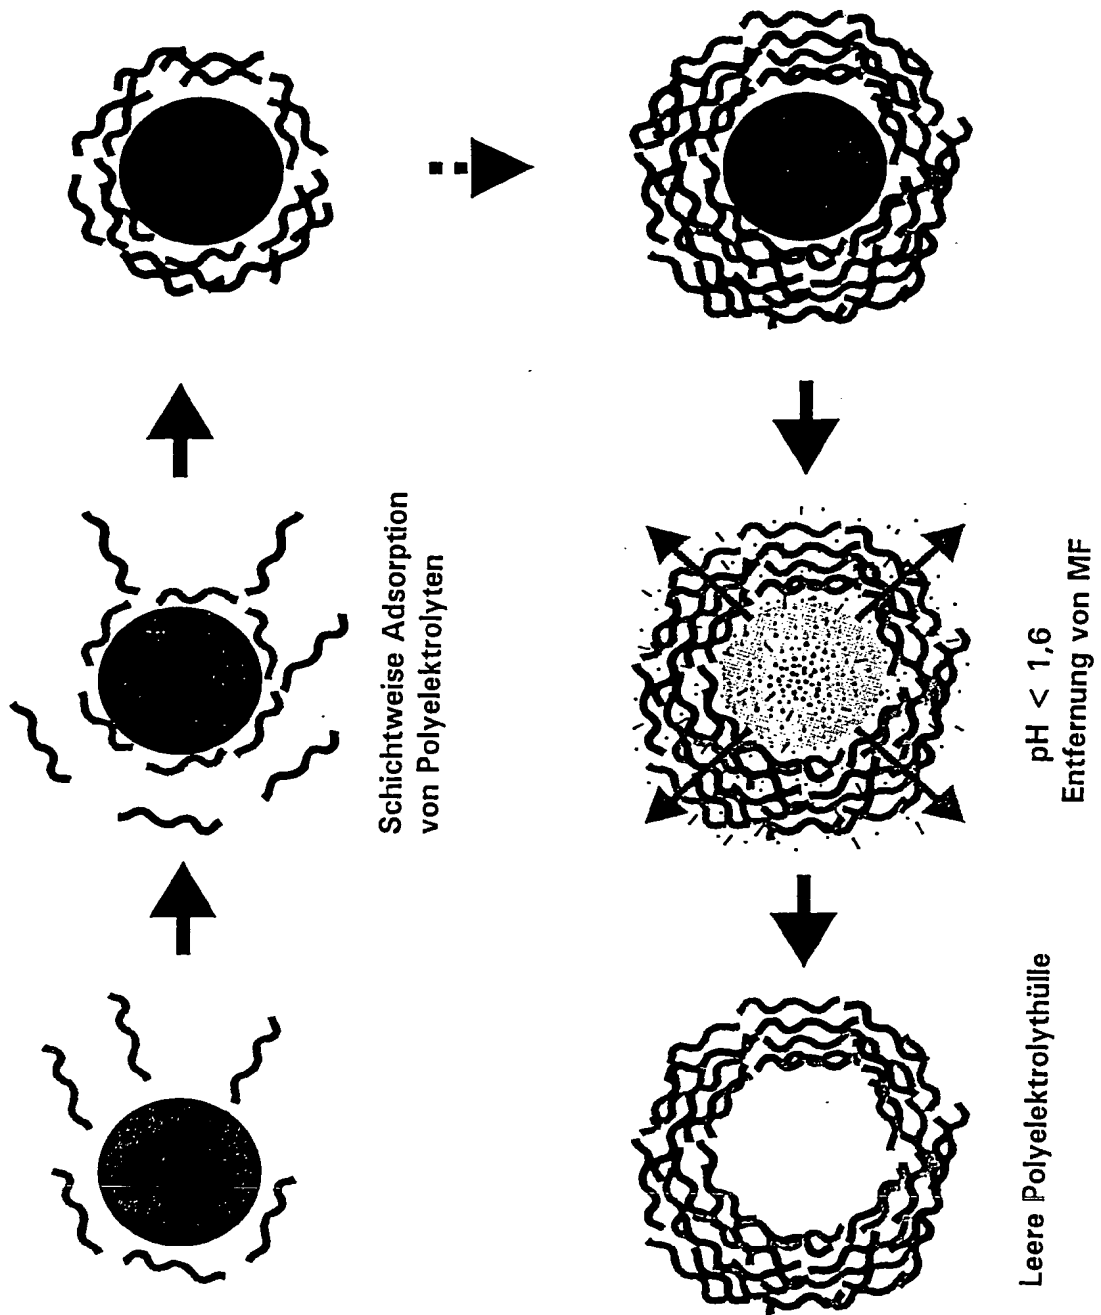 Schichtweise Adsorption
von Polyelektrolyten
pH < 1,6
Entfernung von MF
Leere Polyelektrolythülle